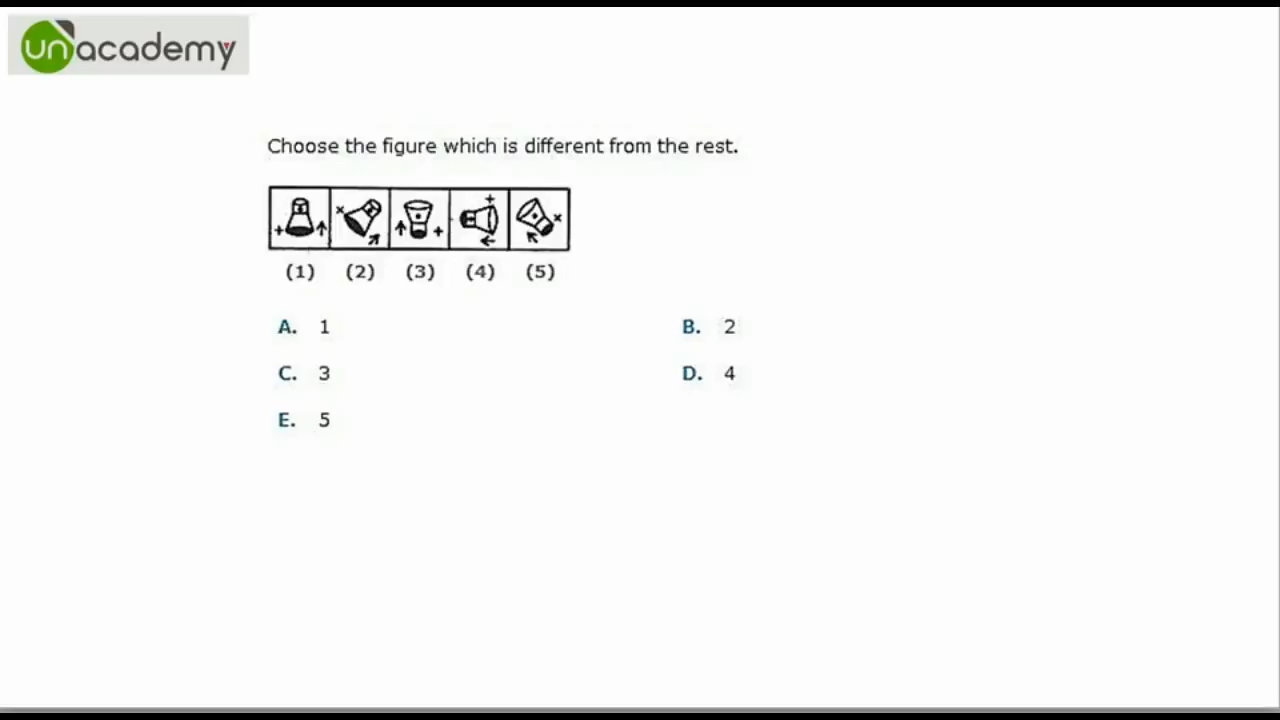 unacademy
Choose the figure which is different from the rest.
(1) (2) (3) (4) (5)
A. 1 B. 2
C. 3 D. 4
E. 5